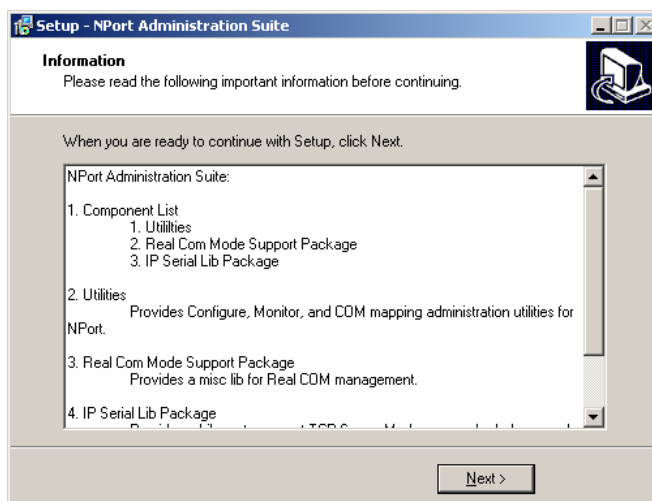 Setup - NPort Administration Suite
Information
Please read the following important information before continuing.
When you are ready to continue with Setup, click Next.
NPort Administration Suite:
1. Component List
1. Utililties
2. Real Com Mode Support Package
3. IP Serial Lib Package
2. Utilities
Provides Configure, Monitor, and COM mapping administration utilities for
NPort.
3. Real Com Mode Support Package
Provides a misc lib for Real COM management.
4. IP Serial Lib Package
Next >